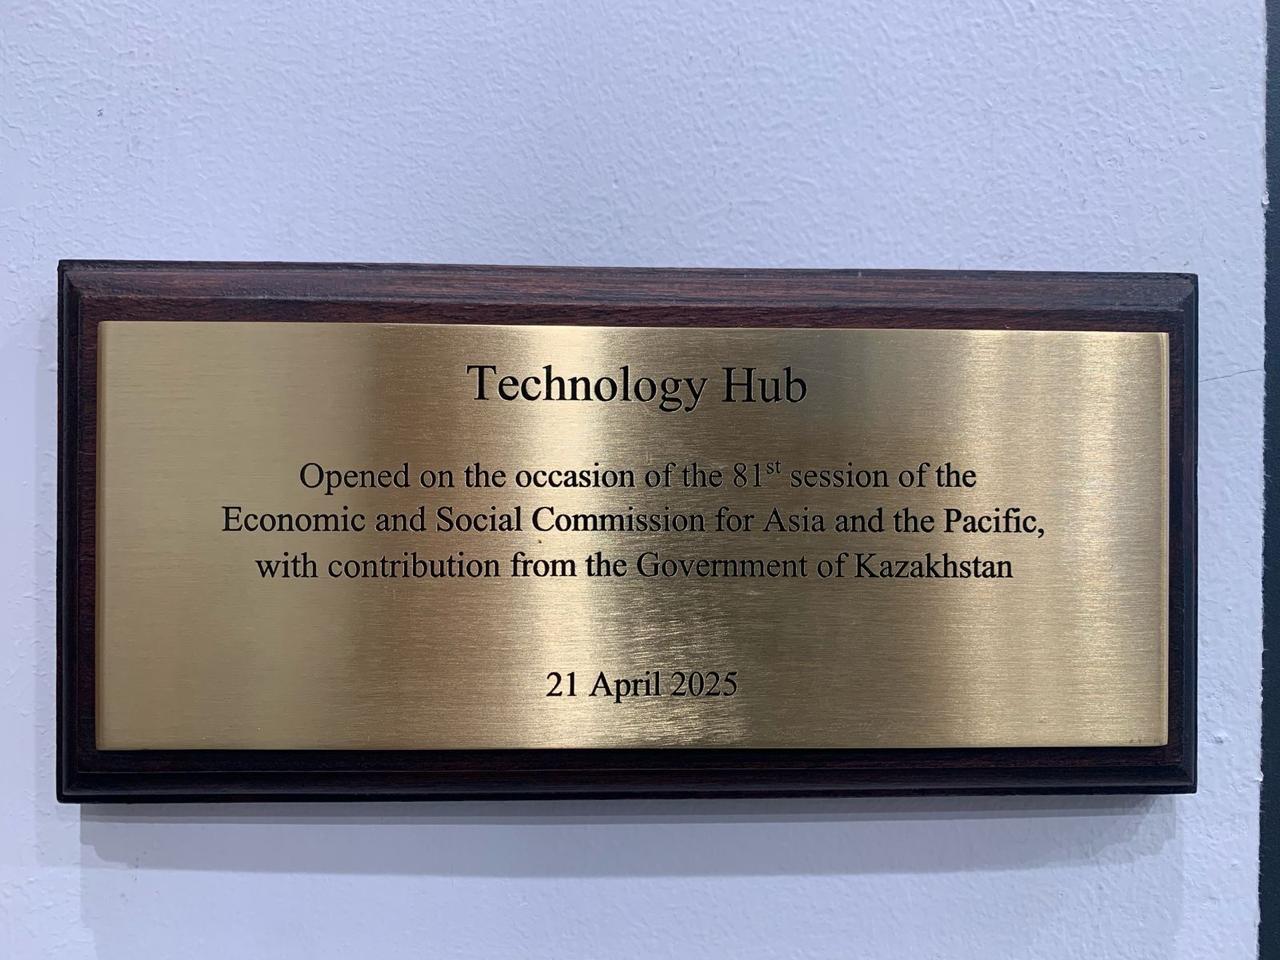 Technology Hub
Opened on the occasion of the 81st session of the
Economic and Social Commission for Asia and the Pacific,
with contribution from the Government of Kazakhstan
21 April 2025